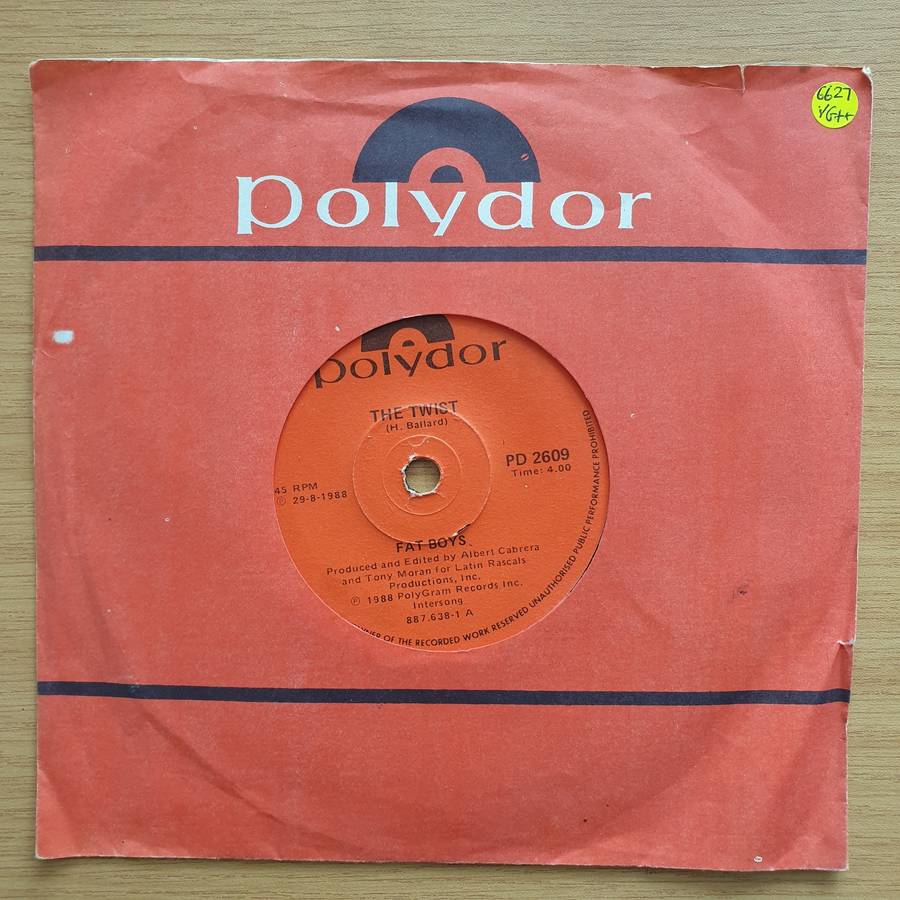 6627
VG++
polydor
polydor
THE TWIST
(H. Ballard)
PD 2609
Time: 4.00
45 RPM
℗ 29-8-1988
FAT BOYS
Produced and Edited by Albert Cabrera
and Tony Moran for Latin Rascals
Productions, Inc.
℗ 1988 PolyGram Records Inc.
Intersong
887.638-1 A
OF THE RECORDED WORK RESERVED UNAUTHORISED PUBLIC PERFORMANCE PROHIBITED